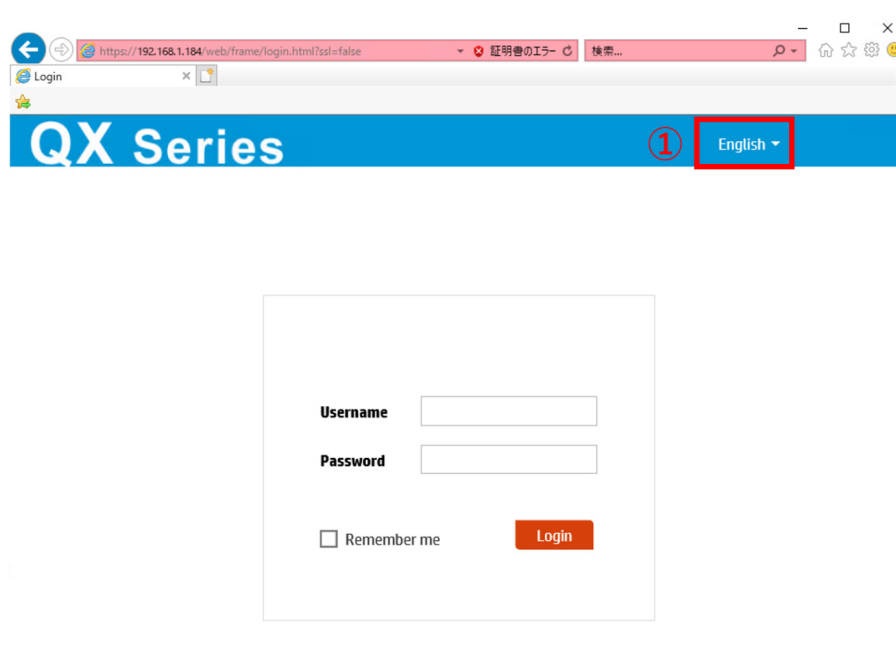 https://192.168.1.184/web/frame/login.html?ssl=false
証明書のエラー
検索...
Login
QX Series
①
English
Username
Password
Remember me
Login